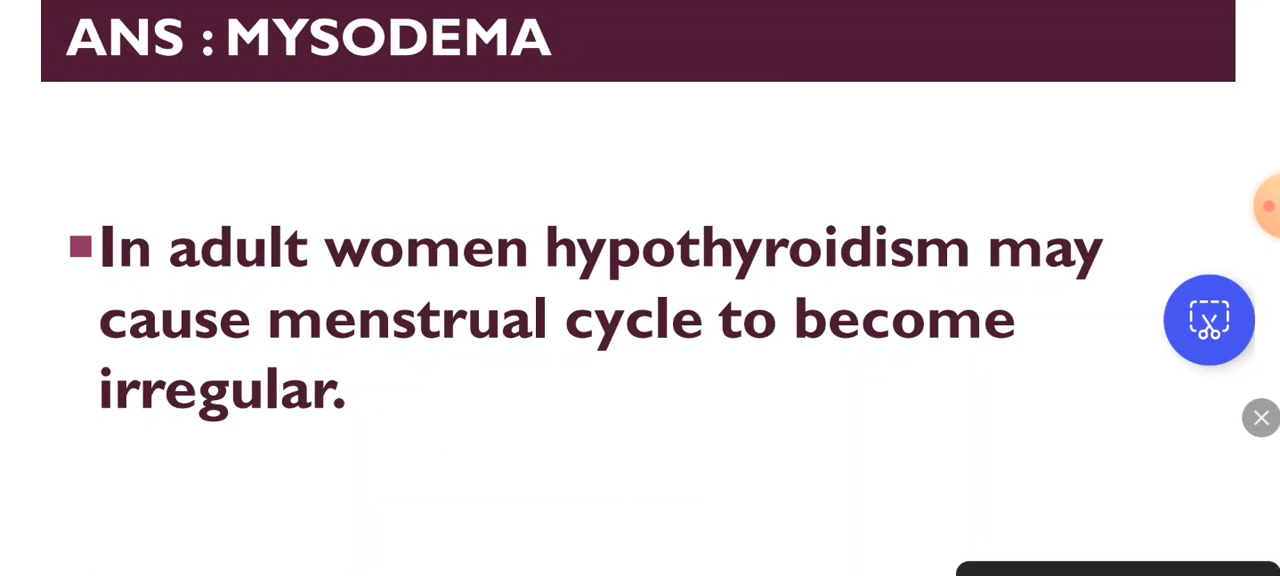 ANS : MYSODEMA
In adult women hypothyroidism may
cause menstrual cycle to become
irregular.